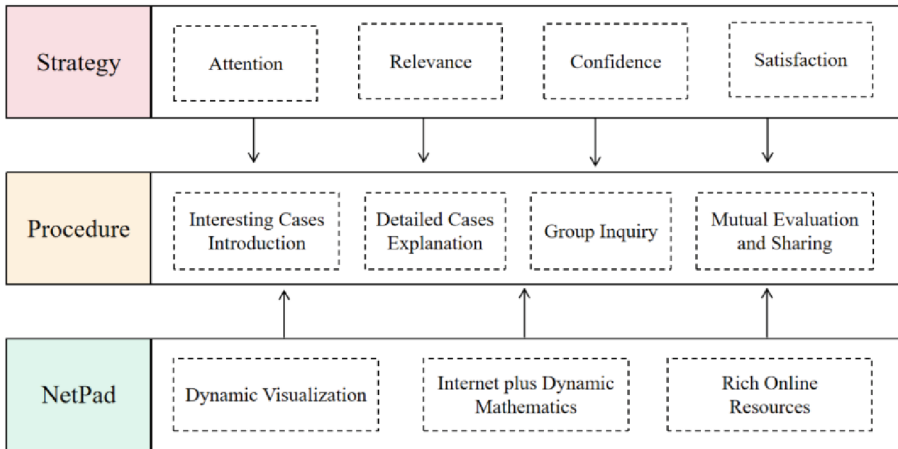 Strategy
Attention
Relevance
Confidence
Satisfaction
Procedure
Interesting Cases
Introduction
Detailed Cases
Explanation
Group Inquiry
Mutual Evaluation
and Sharing
NetPad
Dynamic Visualization
Internet plus Dynamic
Mathematics
Rich Online
Resources